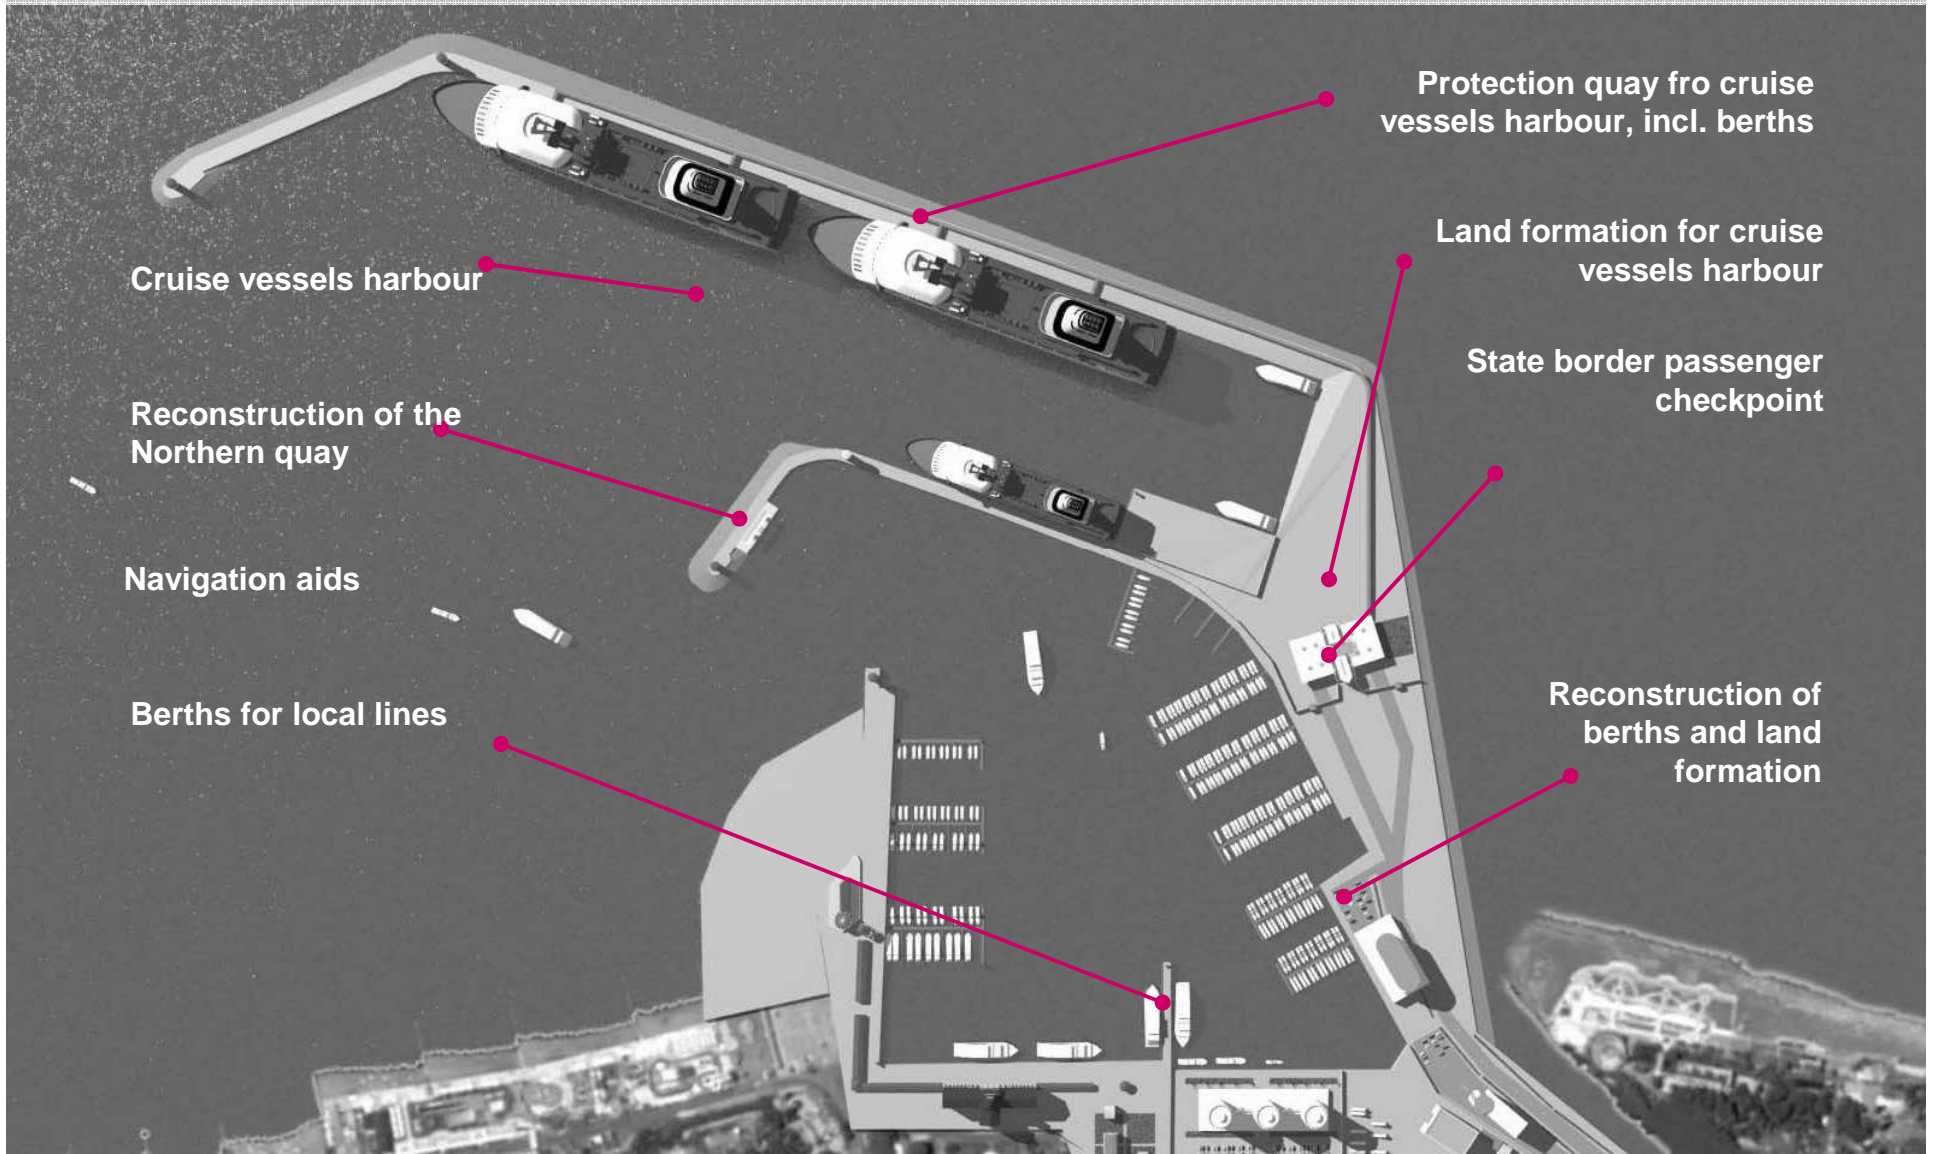 Protection quay fro cruise
vessels harbour, incl. berths
Land formation for cruise
vessels harbour
Cruise vessels harbour
State border passenger
checkpoint
Reconstruction of the
Northern quay
Navigation aids
Berths for local lines
Reconstruction of
berths and land
formation